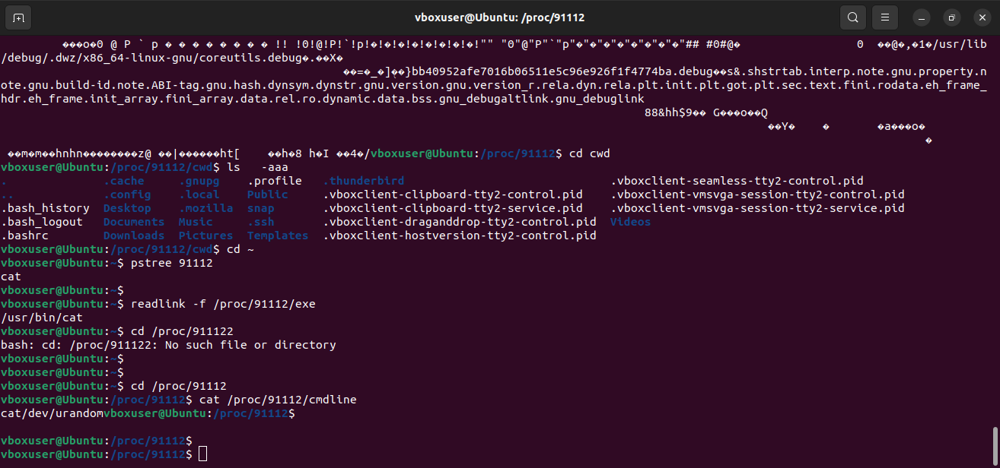 vboxuser@Ubuntu: /proc/91112
���o�0 @ P ` p � � � � � � � !! !0!@!P!`!p!�!�!�!�!�!�!�!�!"" "0"@"P"`"p"�"�"�"�"�"�"�"�"## #0#@� 0 ��@�,�1�/usr/lib
/debug/.dwz/x86_64-linux-gnu/coreutils.debug�.��X�
��=�_�]��}bb40952afe7016b06511e5c96e926f1f4774ba.debug��s&.shstrtab.interp.note.gnu.property.n
ote.gnu.build-id.note.ABI-tag.gnu.hash.dynsym.dynstr.gnu.version.gnu.version_r.rela.dyn.rela.plt.init.plt.got.plt.sec.text.fini.rodata.eh_frame_
hdr.eh_frame.init_array.fini_array.data.rel.ro.dynamic.data.bss.gnu_debugaltlink.gnu_debuglink
88&hh$9�� G���o��Q
��Y� � �a���o�
�
��m�m��hnhn��������z@ ��|������ht[ ��h�8 h�I ��4�/vboxuser@Ubuntu:/proc/91112$ cd cwd
vboxuser@Ubuntu:/proc/91112/cwd$ ls -aaa
. .cache .gnupg .profile .thunderbird .vboxclient-seamless-tty2-control.pid
.. .config .local Public .vboxclient-clipboard-tty2-control.pid .vboxclient-vmsvga-session-tty2-control.pid
.bash_history Desktop .mozilla snap .vboxclient-clipboard-tty2-service.pid .vboxclient-vmsvga-session-tty2-service.pid
.bash_logout Documents Music .ssh .vboxclient-draganddrop-tty2-control.pid Videos
.bashrc Downloads Pictures Templates .vboxclient-hostversion-tty2-control.pid
vboxuser@Ubuntu:/proc/91112/cwd$ cd ~
vboxuser@Ubuntu:~$ pstree 91112
cat
vboxuser@Ubuntu:~$
vboxuser@Ubuntu:~$ readlink -f /proc/91112/exe
/usr/bin/cat
vboxuser@Ubuntu:~$ cd /proc/911122
bash: cd: /proc/911122: No such file or directory
vboxuser@Ubuntu:~$
vboxuser@Ubuntu:~$
vboxuser@Ubuntu:~$ cd /proc/91112
vboxuser@Ubuntu:/proc/91112$ cat /proc/91112/cmdline
cat/dev/urandomvboxuser@Ubuntu:/proc/91112$
vboxuser@Ubuntu:/proc/91112$
vboxuser@Ubuntu:/proc/91112$